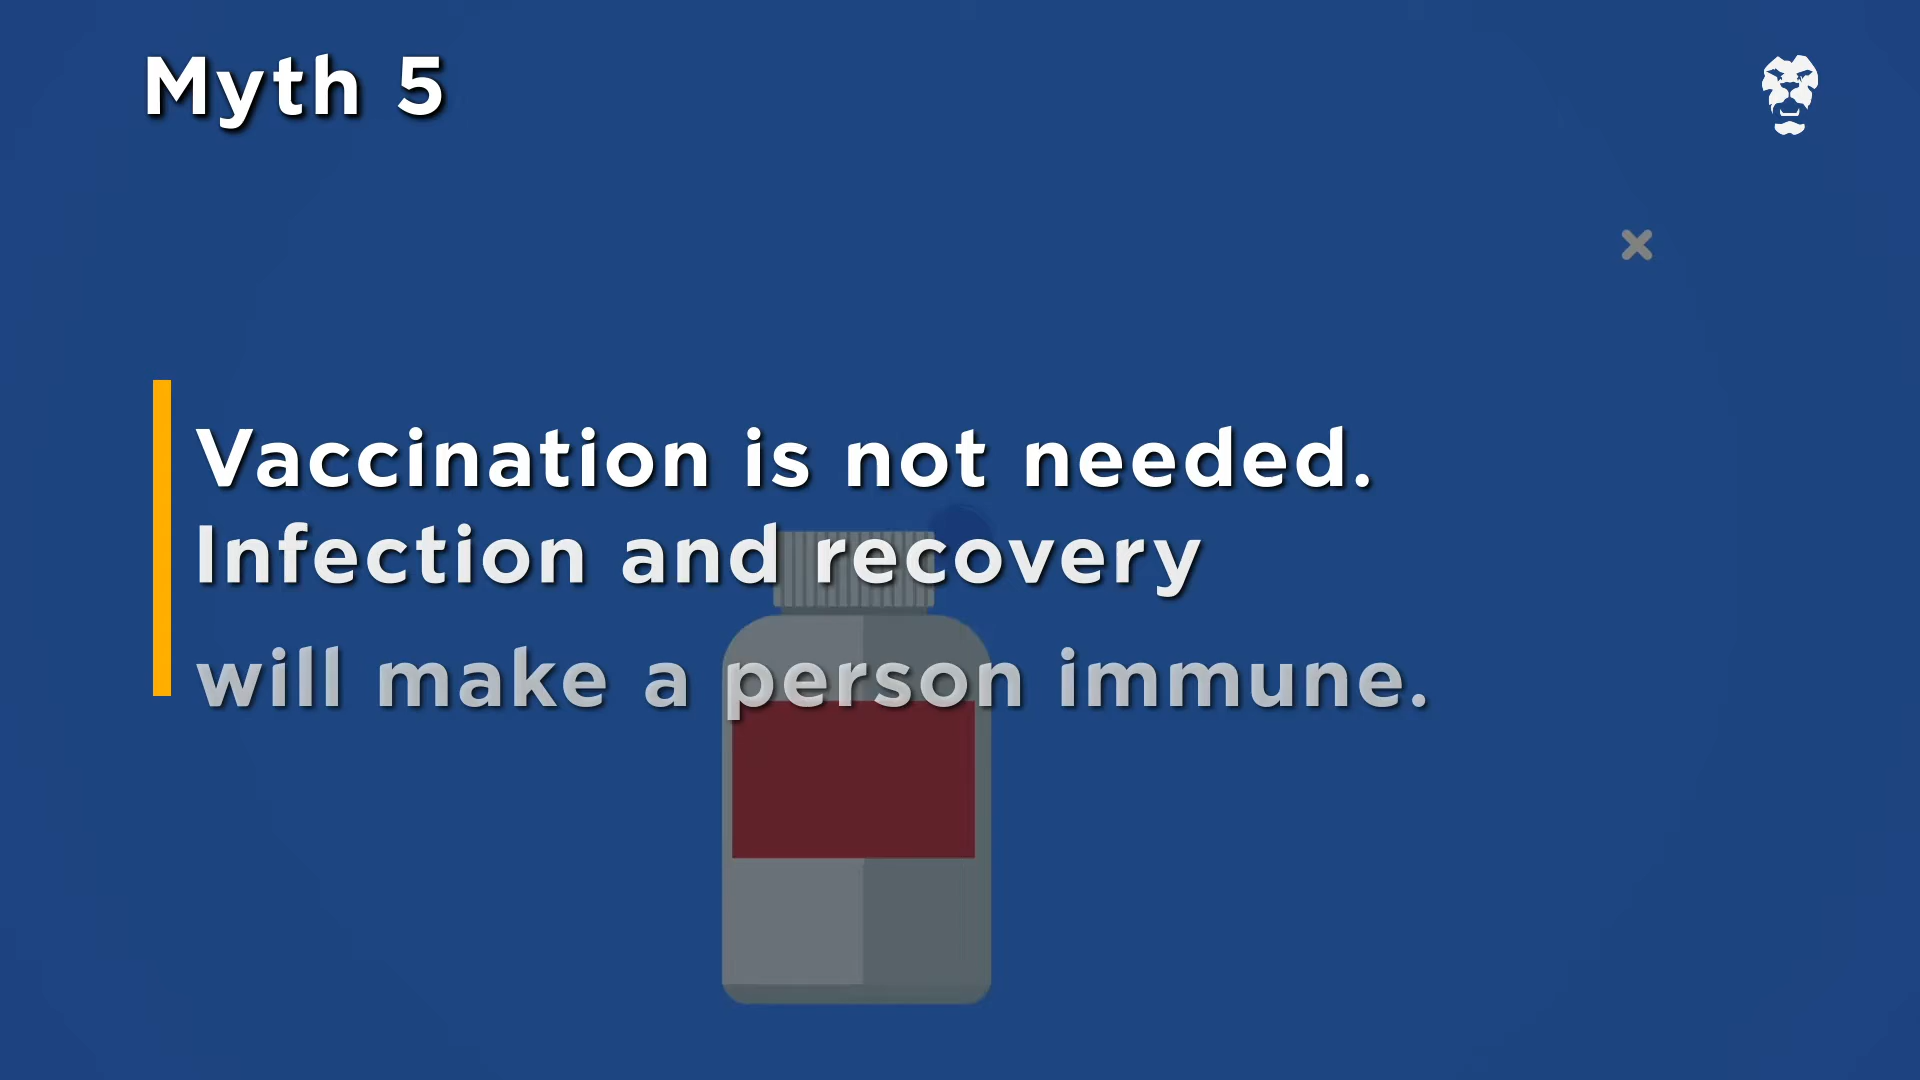 Myth 5
Vaccination is not needed.
Infection and recovery
will make a person immune.